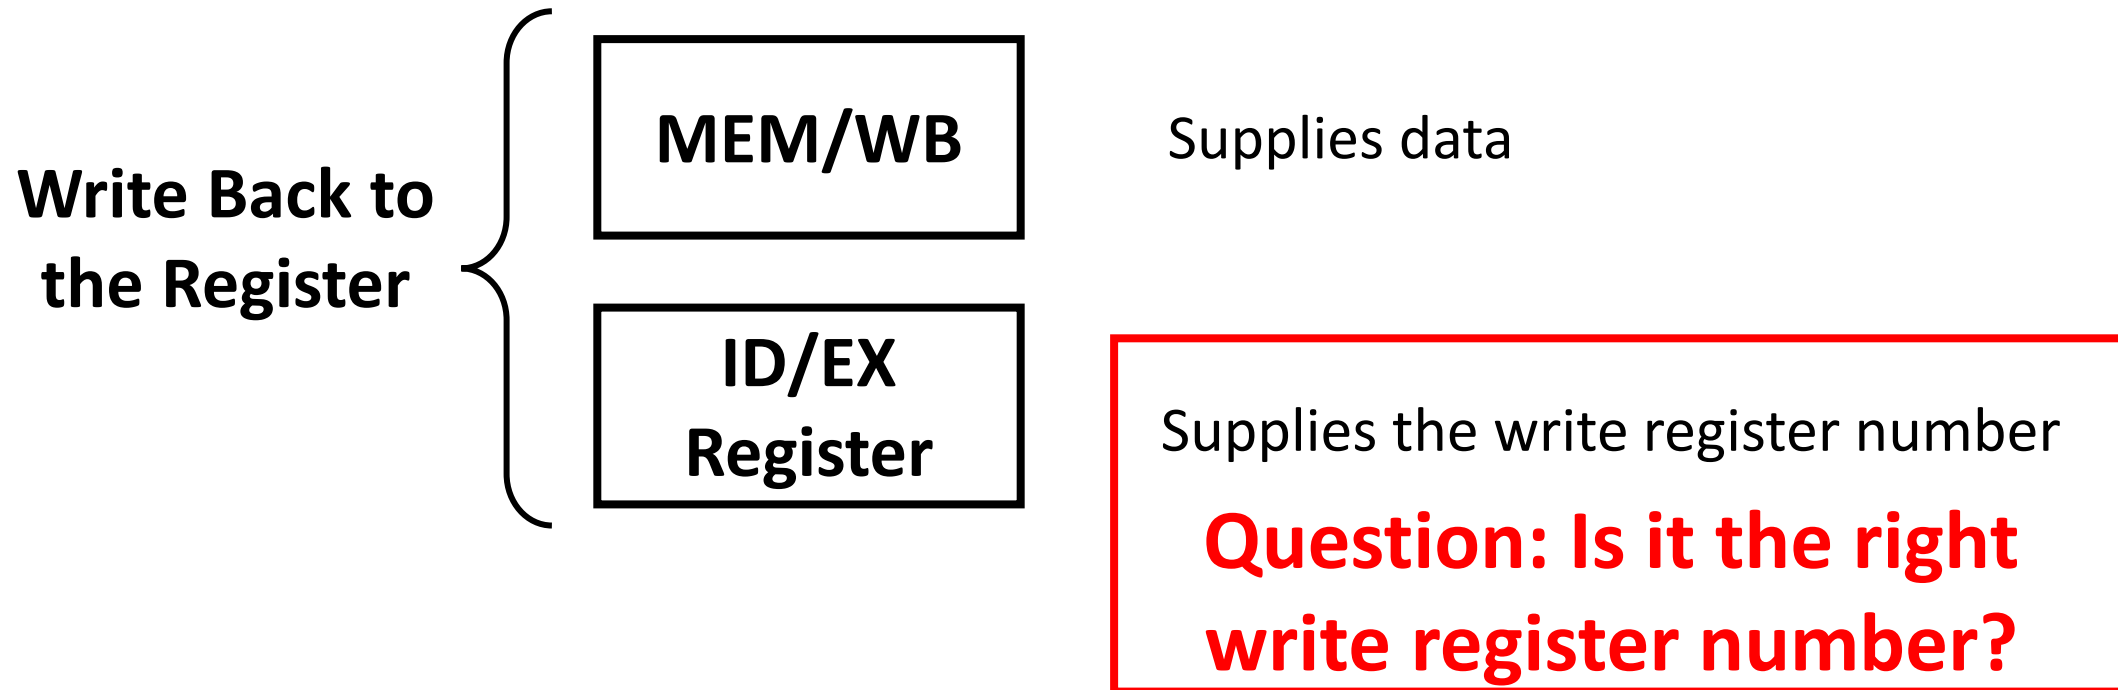 Write Back to
the Register
MEM/WB
Supplies data
ID/EX
Register
Supplies the write register number
Question: Is it the right
write register number?